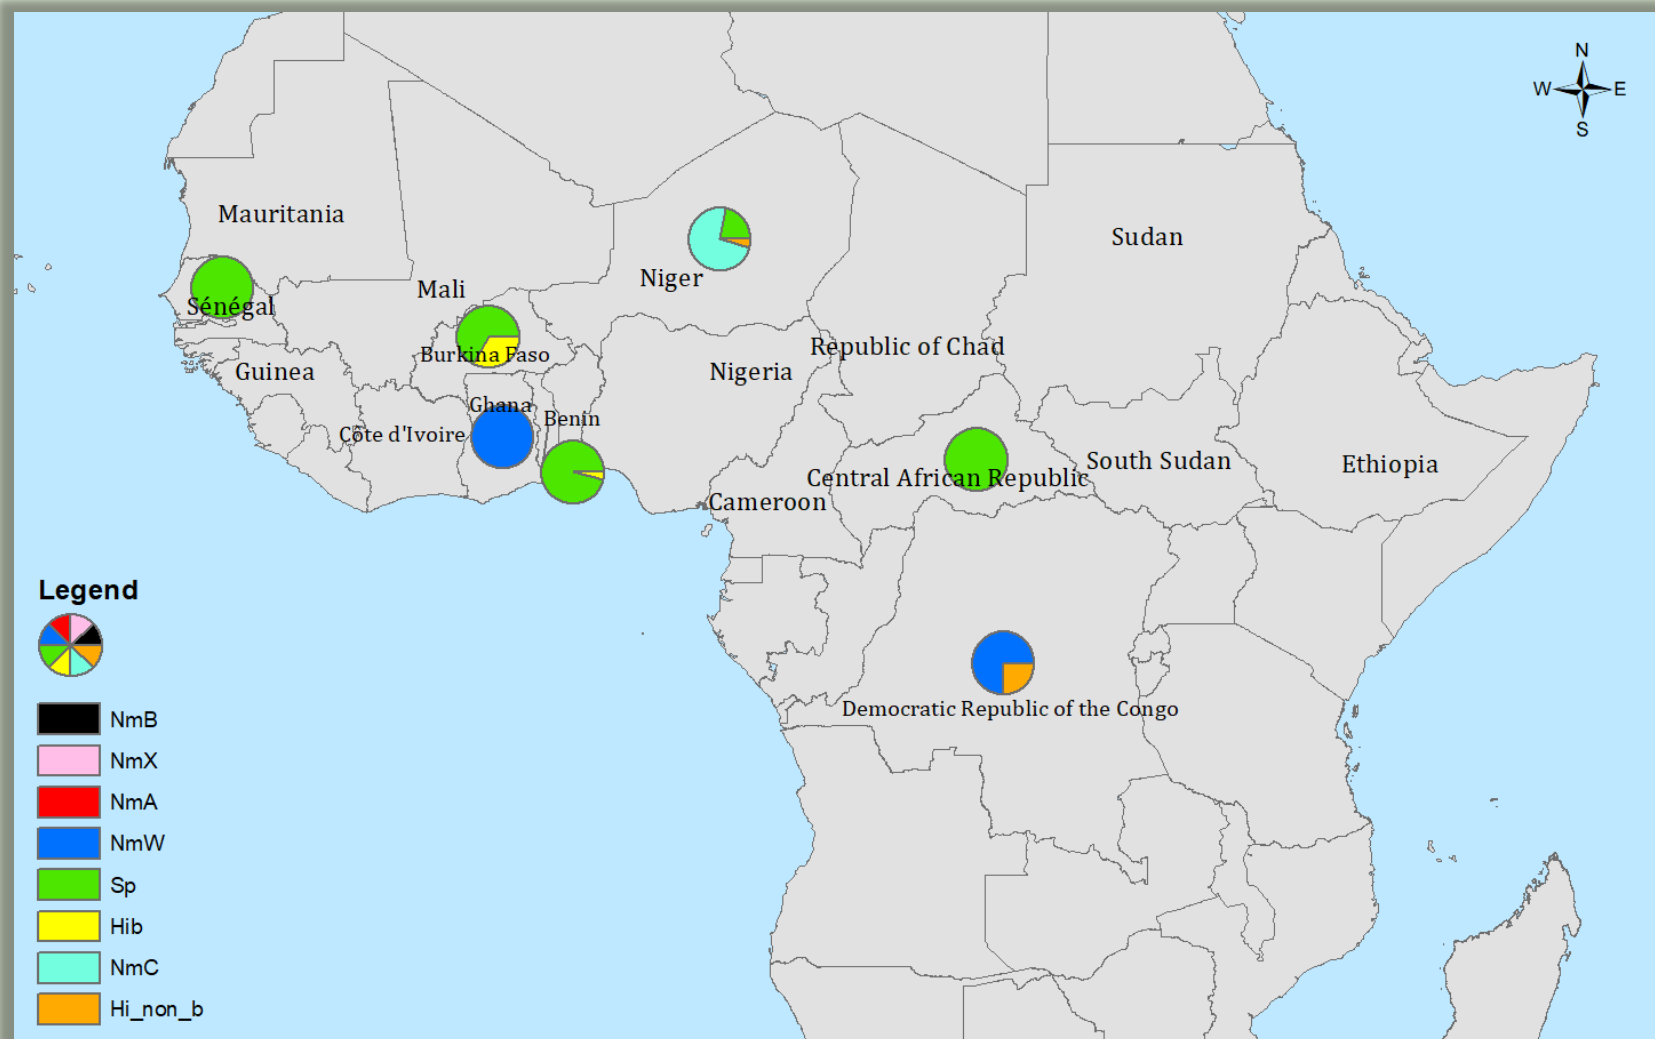 N
W E
S
Mauritania
Sudan
Niger
Mali
Sénégal
Republic of Chad
Burkina Faso
Guinea
Nigeria
Ghana
Benin
Côte d'Ivoire
South Sudan
Ethiopia
Central African Republic
Cameroon
Democratic Republic of the Congo
Legend
NmB
NmX
NmA
NmW
Sp
Hib
NmC
Hi_non_b